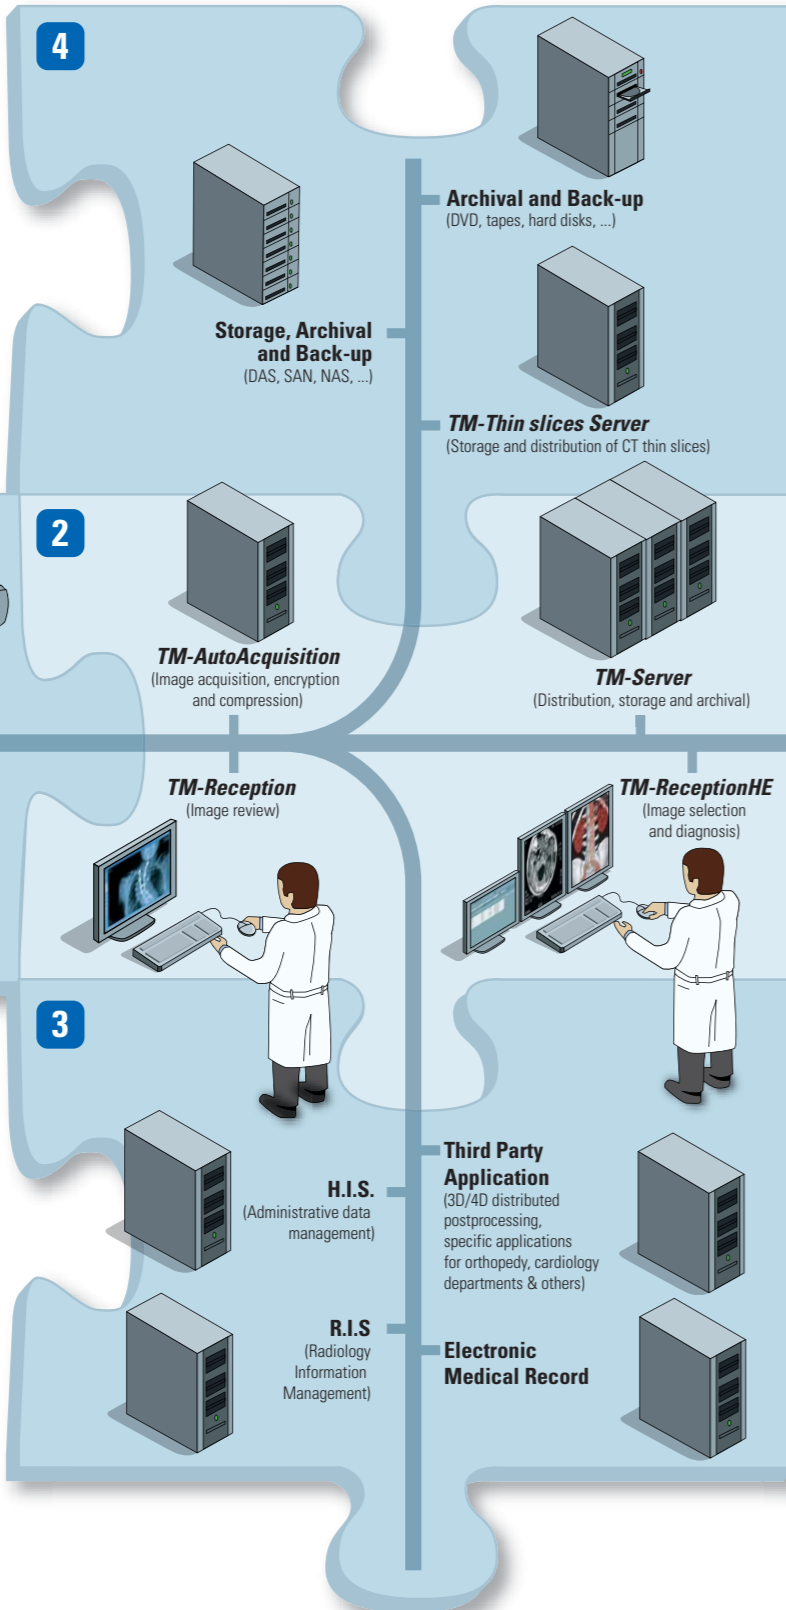 4
Archival and Back-up
(DVD, tapes, hard disks, ...)
Storage, Archival
and Back-up
(DAS, SAN, NAS, ...)
TM-Thin slices Server
(Storage and distribution of CT thin slices)
2
TM-AutoAcquisition
(Image acquisition, encryption
and compression)
TM-Server
(Distribution, storage and archival)
TM-Reception
(Image review)
TM-ReceptionHE
(Image selection
and diagnosis)
3
H.I.S.
(Administrative data
management)
Third Party
Application
(3D/4D distributed
postprocessing,
specific applications
for orthopedy, cardiology
departments & others)
R.I.S
(Radiology
Information
Management)
Electronic
Medical Record